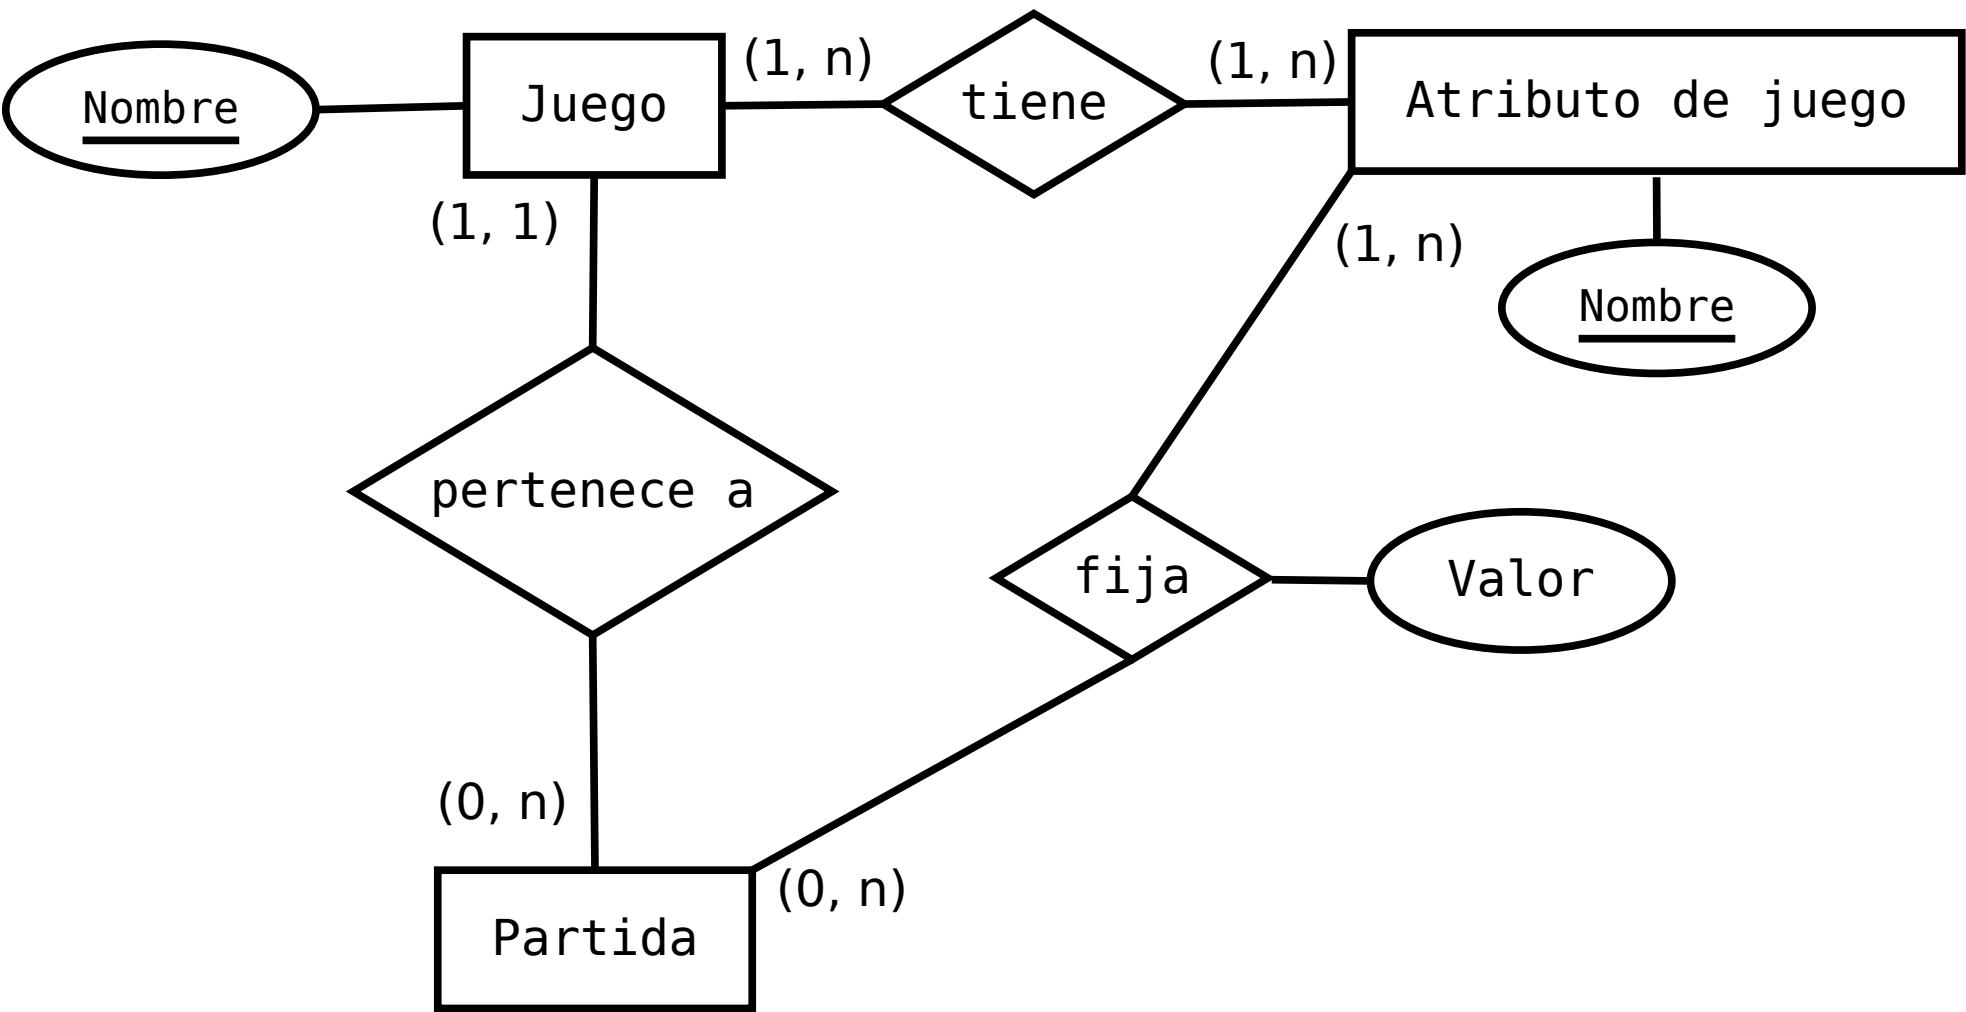 Nombre
Juego
(1, n)
tiene
(1, n)
Atributo de juego
(1, 1)
(1, n)
Nombre
pertenece a
fija
Valor
(0, n)
(0, n)
Partida